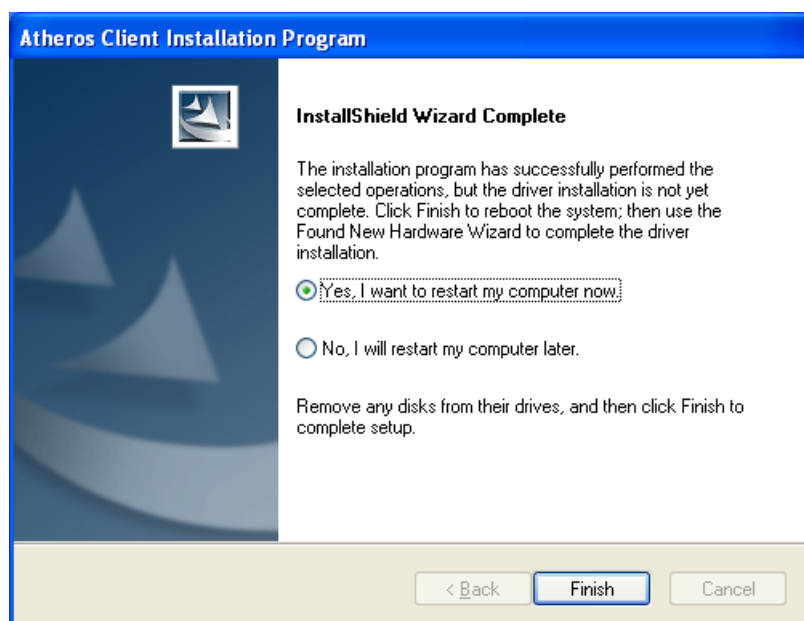 Atheros Client Installation Program
InstallShield Wizard Complete
The installation program has successfully performed the
selected operations, but the driver installation is not yet
complete. Click Finish to reboot the system; then use the
Found New Hardware Wizard to complete the driver
installation.
Yes, I want to restart my computer now.
No, I will restart my computer later.
Remove any disks from their drives, and then click Finish to
complete setup.
< Back
Finish
Cancel